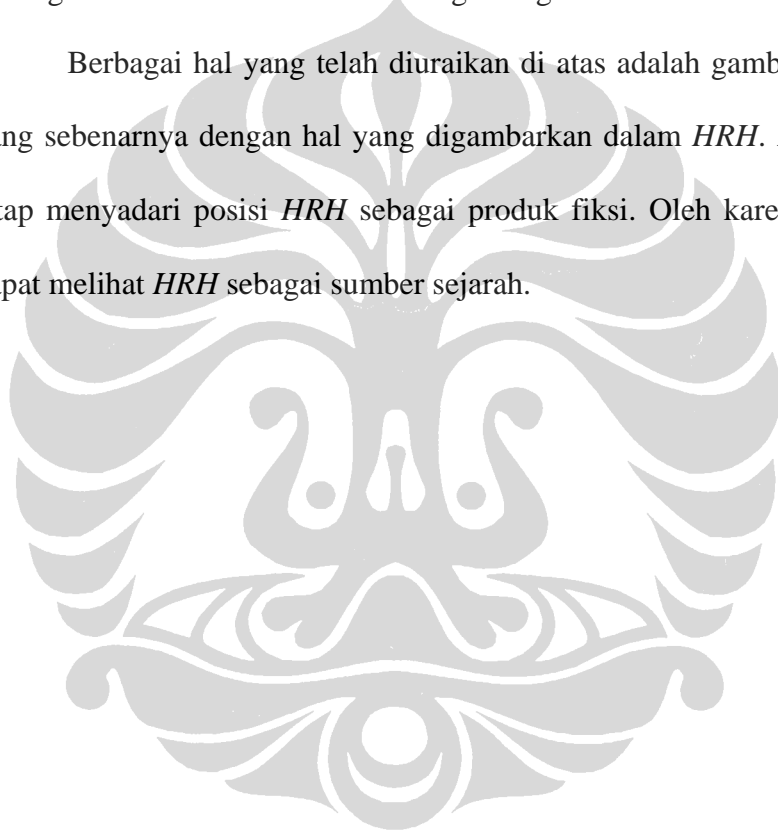 Berbagai hal yang telah diuraikan di atas adalah gamb
ang sebenarnya dengan hal yang digambarkan dalam HRH.
tap menyadari posisi HRH sebagai produk fiksi. Oleh kare
apat melihat HRH sebagai sumber sejarah.